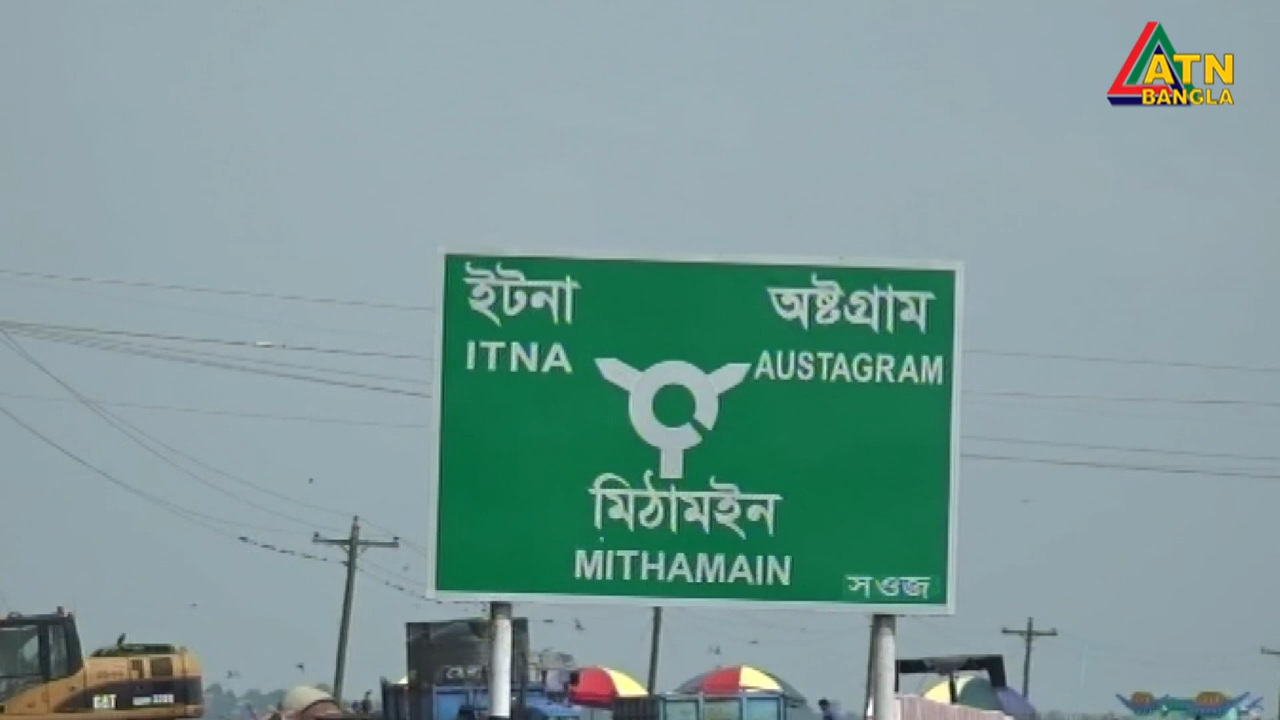 ATN
BANGLA
ইটনা
ITNA
অষ্টগ্রাম
AUSTAGRAM
মিঠামইন
MITHAMAIN
সওজ
CAT